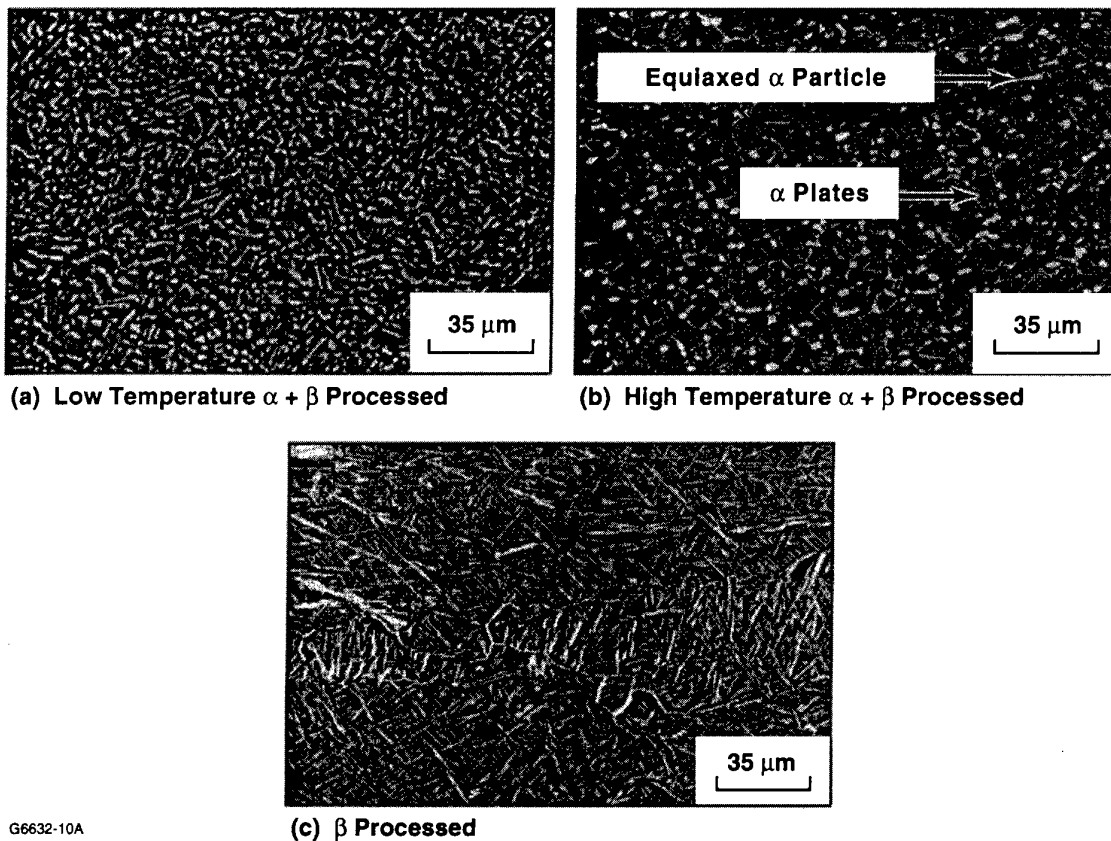 Equiaxed α Particle
α Plates
35 μm
35 μm
(a) Low Temperature α + β Processed
(b) High Temperature α + β Processed
35 μm
G6632-10A
(c) β Processed